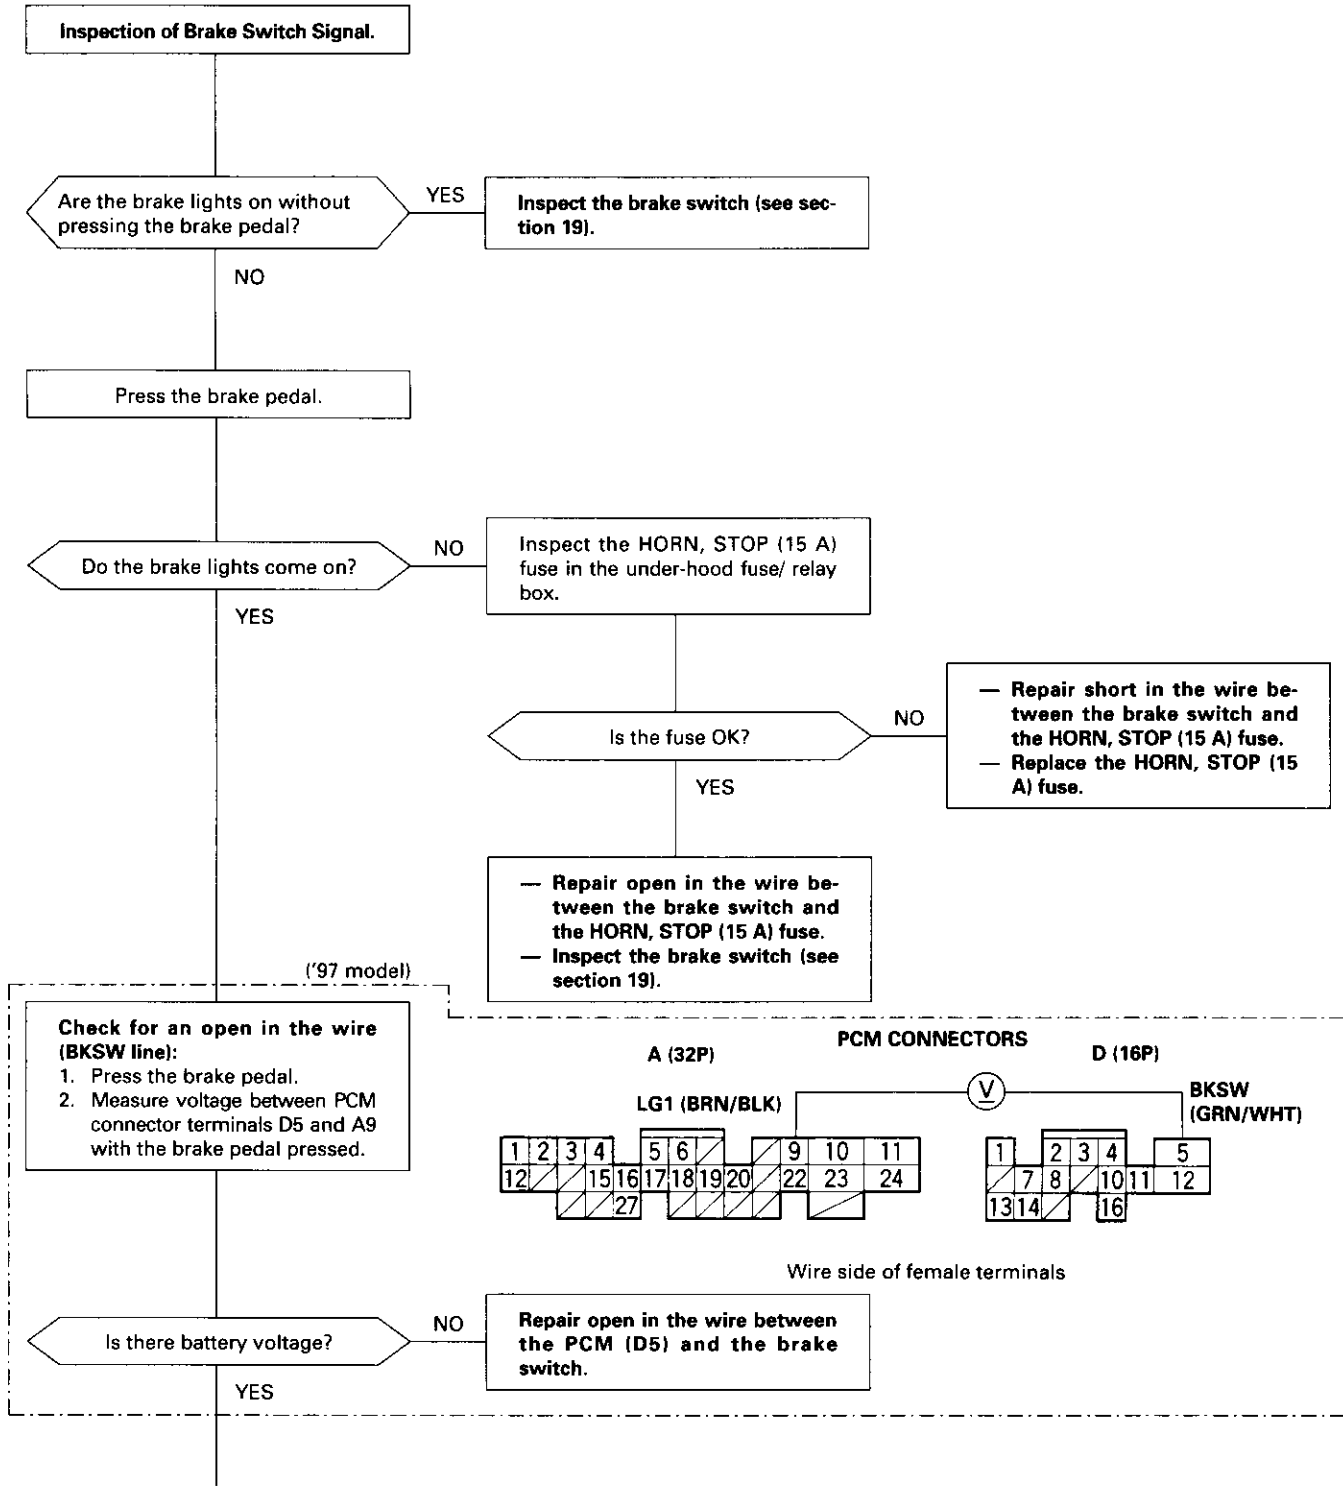 Inspection of Brake Switch Signal.
Are the brake lights on without
pressing the brake pedal?
YES
Inspect the brake switch (see sec-
tion 19).
NO
Press the brake pedal.
Do the brake lights come on?
NO
Inspect the HORN, STOP (15 A)
fuse in the under-hood fuse/ relay
box.
YES
Is the fuse OK?
NO
— Repair short in the wire be-
tween the brake switch and
the HORN, STOP (15 A) fuse.
— Replace the HORN, STOP (15
A) fuse.
YES
— Repair open in the wire be-
tween the brake switch and
the HORN, STOP (15 A) fuse.
— Inspect the brake switch (see
section 19).
('97 model)
Check for an open in the wire
(BKSW line):
1. Press the brake pedal.
2. Measure voltage between PCM
connector terminals D5 and A9
with the brake pedal pressed.
PCM CONNECTORS
A (32P)
D (16P)
LG1 (BRN/BLK)
V
BKSW
(GRN/WHT)
1 2 3 4 5 6 9 10 11
12 15 16 17 18 19 20 22 23 24
27
1 2 3 4 5
7 8 10 11 12
13 14 16
Wire side of female terminals
Is there battery voltage?
NO
Repair open in the wire between
the PCM (D5) and the brake
switch.
YES